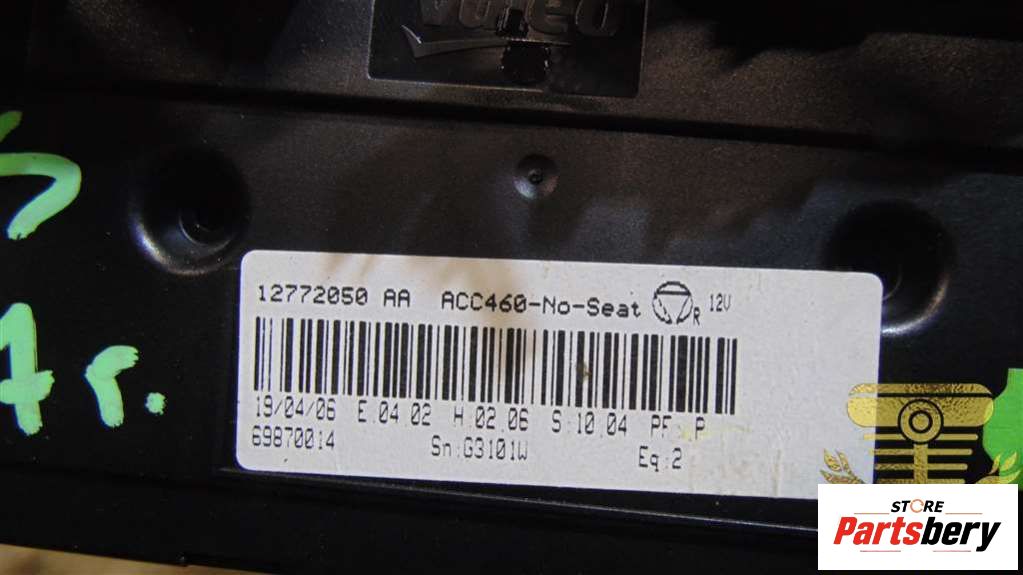 Valeo
12772050 AA ACC460-No-Seat R 12V
19/04/06 E:04.02 H:02.06 S:10.04 PF P
69870014 Sn:G3101W Eq:2
r.
STORE
Partsbery